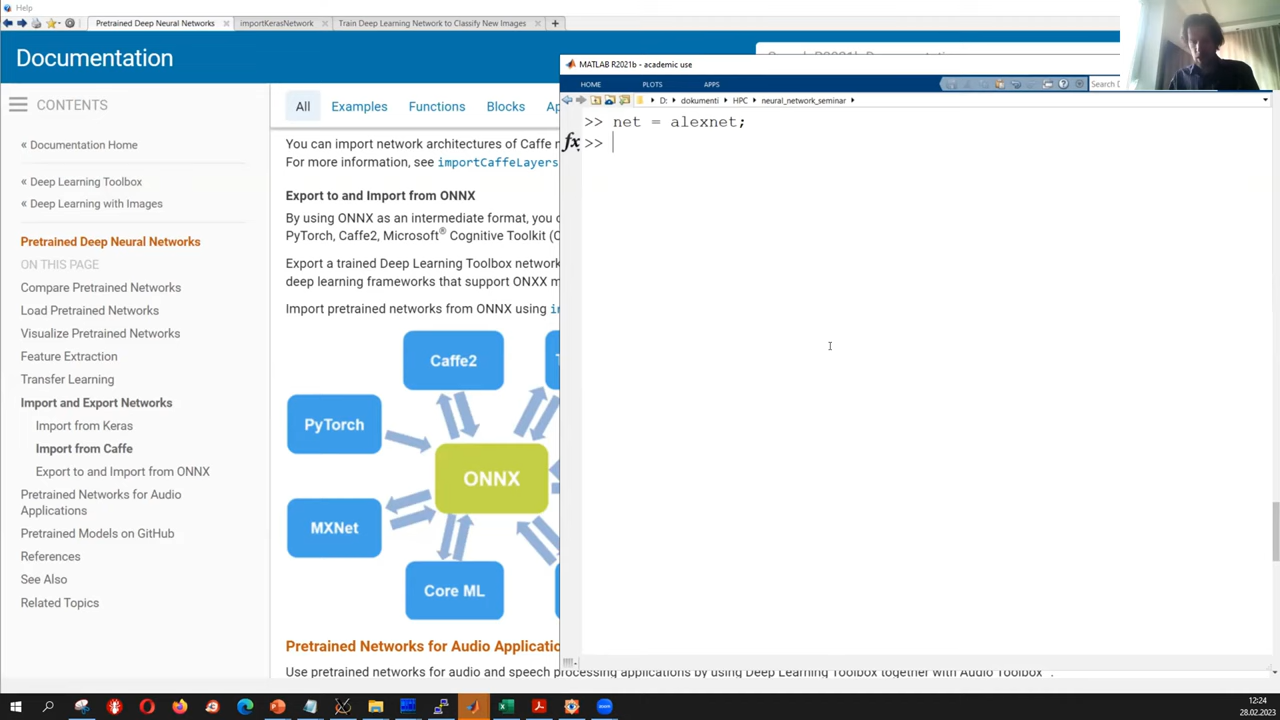 Help
Pretrained Deep Neural Networks
importKerasNetwork
Train Deep Learning Network to Classify New Images
Documentation
CONTENTS
« Documentation Home
« Deep Learning Toolbox
« Deep Learning with Images
Pretrained Deep Neural Networks
ON THIS PAGE
Compare Pretrained Networks
Load Pretrained Networks
Visualize Pretrained Networks
Feature Extraction
Transfer Learning
Import and Export Networks
Import from Keras
Import from Caffe
Export to and Import from ONNX
Pretrained Networks for Audio
Applications
Pretrained Models on GitHub
References
See Also
Related Topics
All
Examples
Functions
Blocks
You can import network architectures of Caffe
For more information, see importCaffeLayers
Export to and Import from ONNX
By using ONNX as an intermediate format, you
PyTorch, Caffe2, Microsoft® Cognitive Toolkit
Export a trained Deep Learning Toolbox
deep learning frameworks that support ONXX
Import pretrained networks from ONNX using
Caffe2
PyTorch
ONNX
MXNet
Core ML
Pretrained Networks for Audio
Use pretrained networks for audio and speech processing applications by using Deep Learning Toolbox together with Audio Toolbox™.
MATLAB R2021b - academic use
HOME
PLOTS
APPS
Search
D: ▸ dokumenti ▸ HPC ▸ neural_network_seminar ▸
>> net = alexnet;
fx >>
12:24
28.02.2023